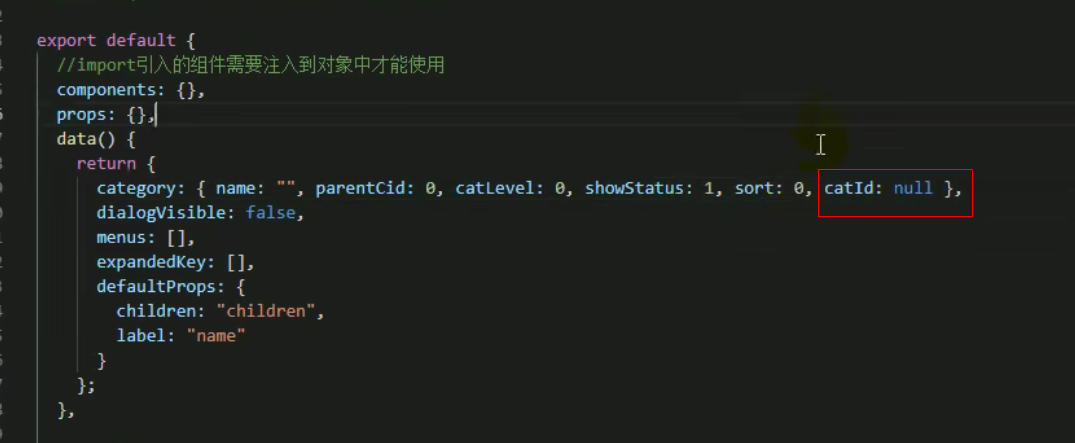 export default {
//import引入的组件需要注入到对象中才能使用
components: {},
props: {},
data() {
return {
category: { name: "", parentCid: 0, catLevel: 0, showStatus: 1, sort: 0, catId: null },
dialogVisible: false,
menus: [],
expandedKey: [],
defaultProps: {
children: "children",
label: "name"
}
};
},